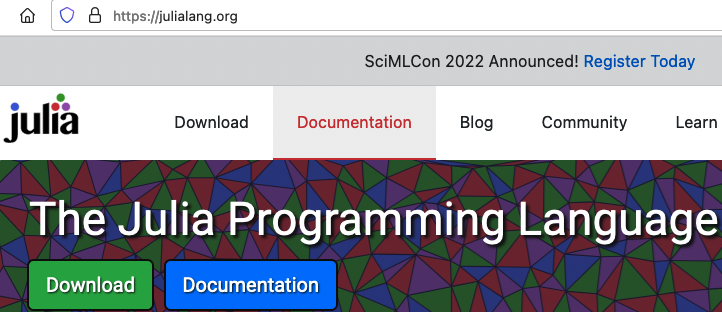 https://julialang.org
SciMLCon 2022 Announced! Register Today
julia Download Documentation Blog Community Learn
The Julia Programming Language
Download Documentation